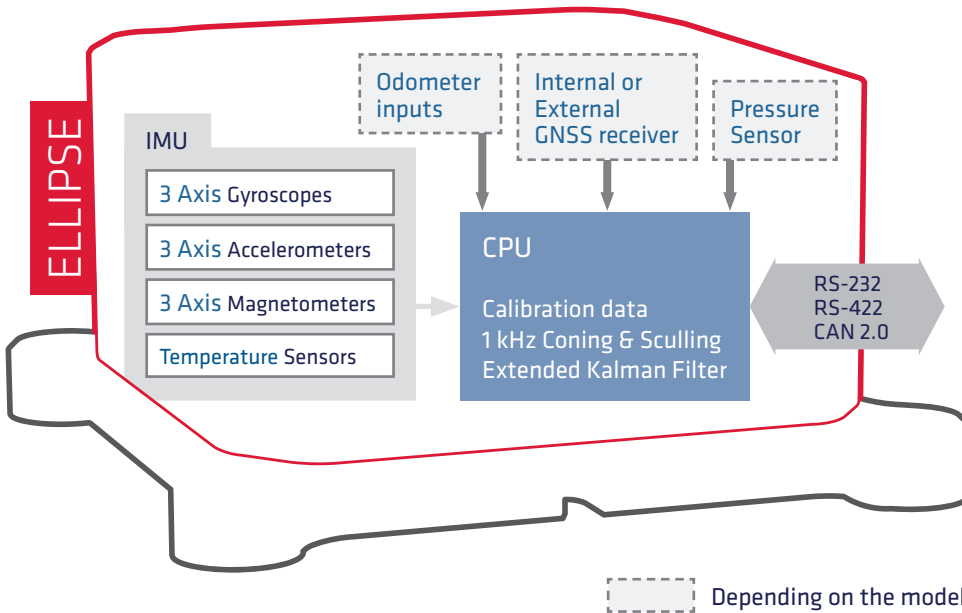 ELLIPSE
IMU
3 Axis Gyroscopes
3 Axis Accelerometers
3 Axis Magnetometers
Temperature Sensors
Odometer
inputs
Internal or
External
GNSS receiver
Pressure
Sensor
CPU
Calibration data
1 kHz Coning & Sculling
Extended Kalman Filter
RS-232
RS-422
CAN 2.0
Depending on the model